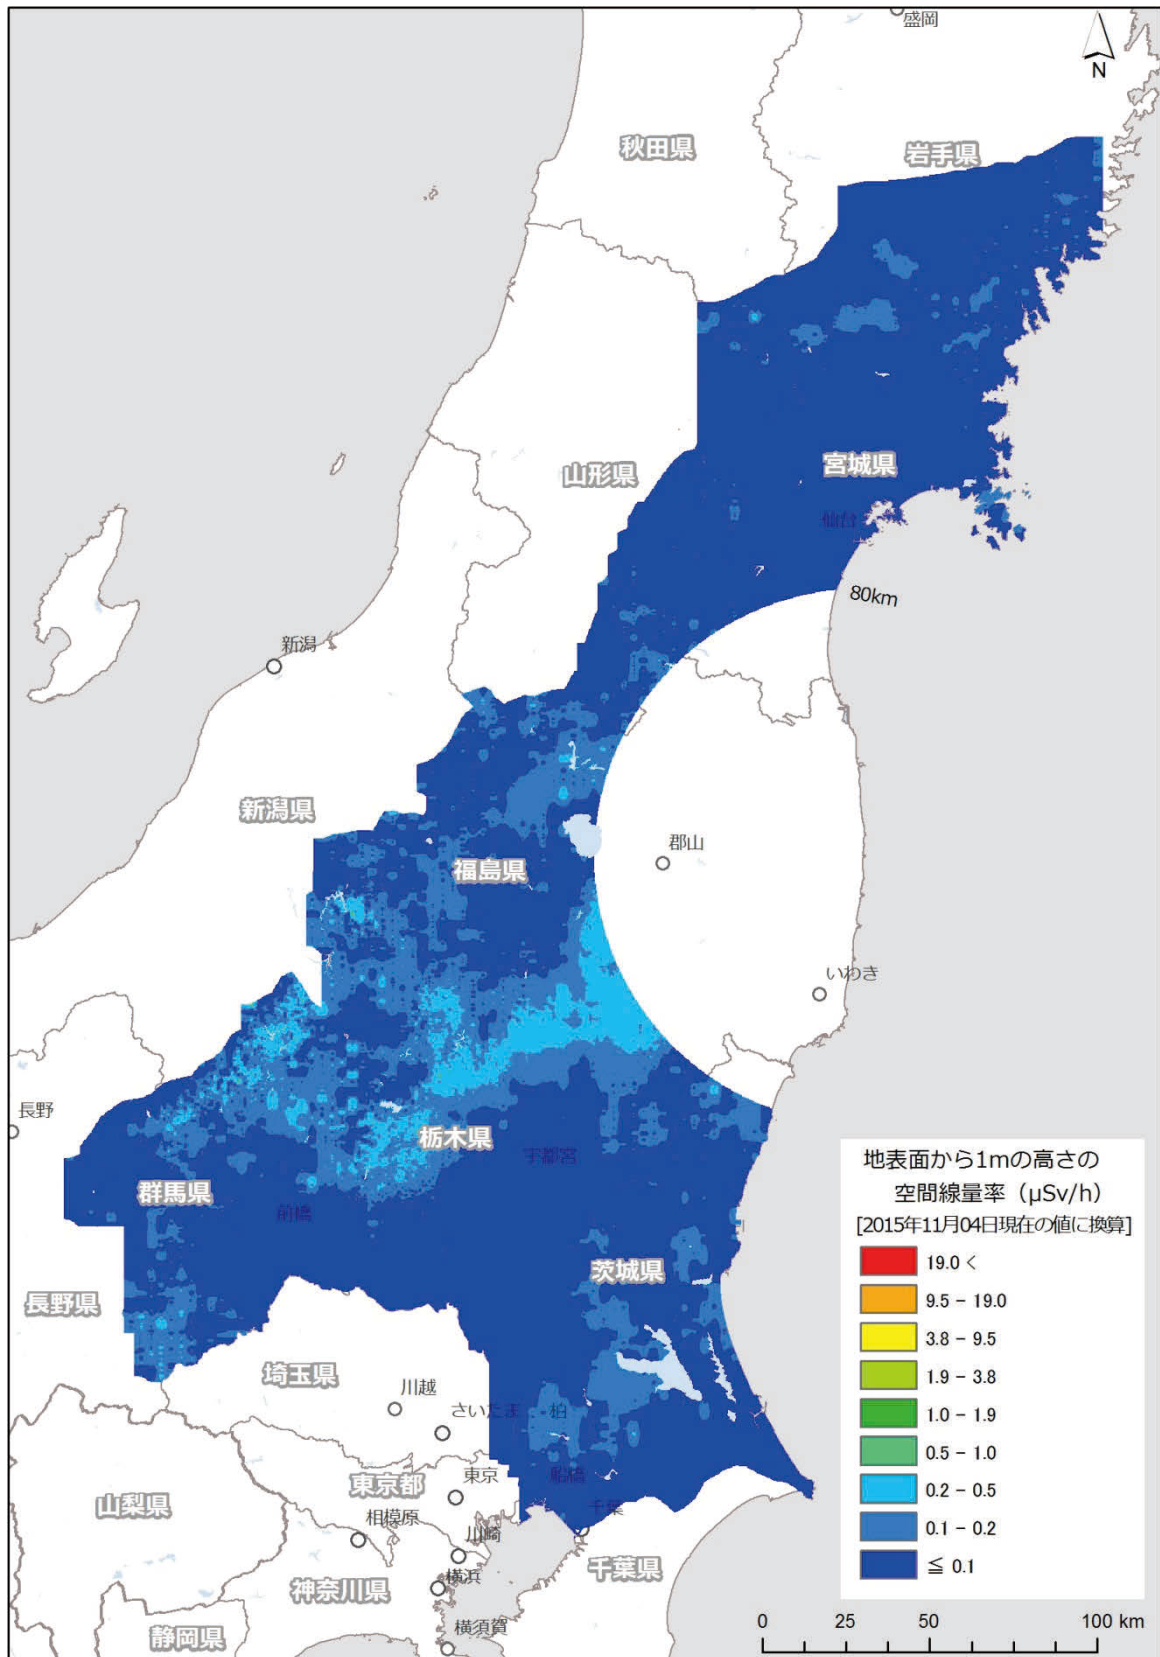 盛岡
N
秋田県
岩手県
山形県
宮城県
仙台
80km
新潟
新潟県
福島県
郡山
いわき
長野
栃木県
宇都宮
群馬県
前橋
茨城県
長野県
埼玉県
川越
さいたま
柏
東京都
東京
船橋
千葉
山梨県
相模原
川崎
千葉県
神奈川県
横浜
静岡県
横須賀
地表面から1mの高さの
空間線量率(μSv/h)
[2015年11月04日現在の値に換算]
19.0 <
9.5 - 19.0
3.8 - 9.5
1.9 - 3.8
1.0 - 1.9
0.5 - 1.0
0.2 - 0.5
0.1 - 0.2
≦ 0.1
0 25 50 100 km